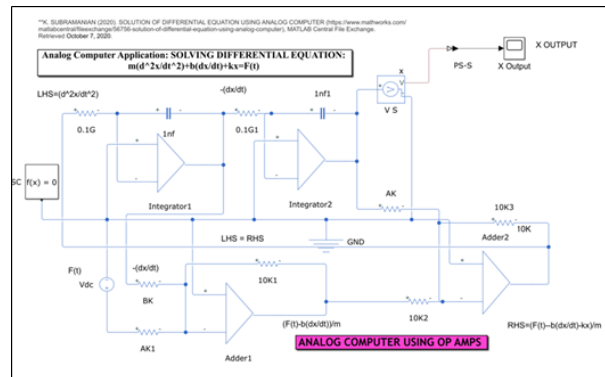 ""K. SUBRAMANIAN (2020). SOLUTION OF DIFFERENTIAL EQUATION USING ANALOG COMPUTER (https://www.mathworks.com/
matlabcentral/fileexchange/56756-solution-of-differential-equation-using-analog-computer), MATLAB Central File Exchange.
Retrieved October 7, 2020.
Analog Computer Application: SOLVING DIFFERENTIAL EQUATION:
m(d^2x/dt^2)+b(dx/dt)+kx=F(t)
X OUTPUT
PS-S
X Output
LHS=(d^2x/dt^2)
-(dx/dt)
1nf1
x
V
V S
0.1G
1nf
0.1G1
SC
f(x) = 0
Integrator1
Integrator2
AK
10K3
10K
Adder2
LHS = RHS
GND
F(t)
Vdc
-(dx/dt)
BK
10K1
10K2
AK1
Adder1
(F(t)-b(dx/dt))/m
RHS=(F(t)--b(dx/dt)-kx)/m
ANALOG COMPUTER USING OP AMPS